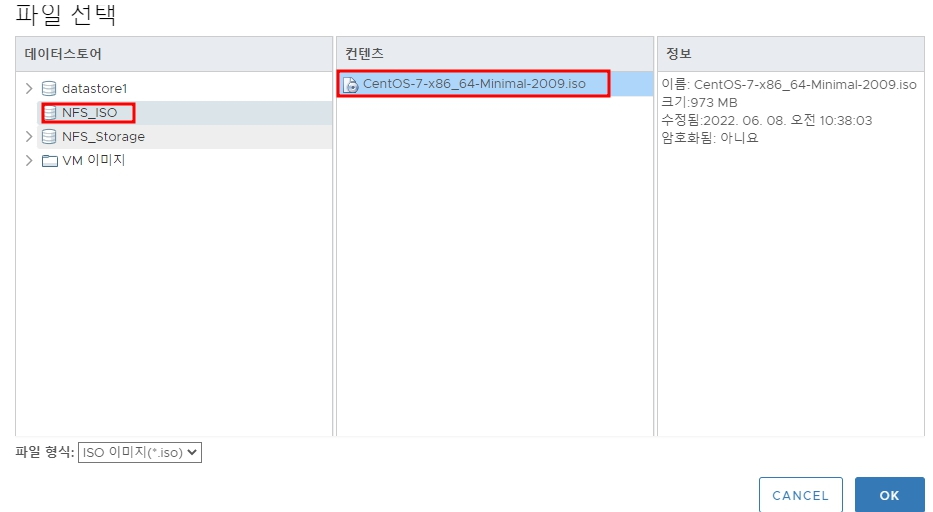 파일 선택
데이터스토어
datastore1
NFS_ISO
NFS_Storage
VM 이미지
컨텐츠
CentOS-7-x86_64-Minimal-2009.iso
정보
이름: CentOS-7-x86_64-Minimal-2009.iso
크기:973 MB
수정됨:2022. 06. 08. 오전 10:38:03
암호화됨: 아니요
파일 형식: ISO 이미지(*.iso)
CANCEL
OK